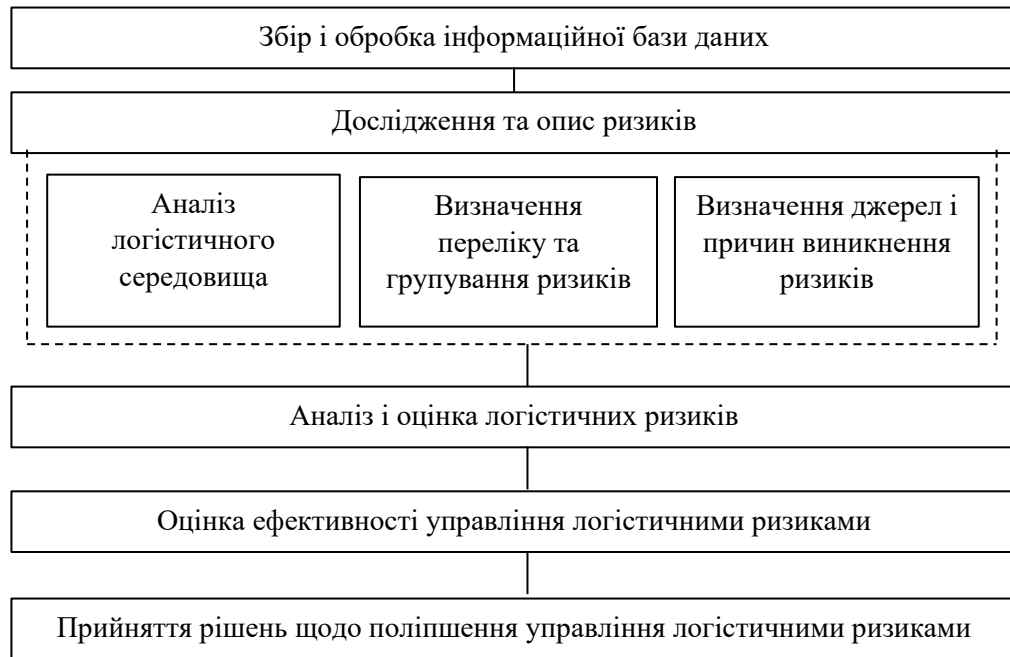 Збір і обробка інформаційної бази даних
Дослідження та опис ризиків
Аналіз
логістичного
середовища
Визначення
переліку та
групування ризиків
Визначення джерел і
причин виникнення
ризиків
Аналіз і оцінка логістичних ризиків
Оцінка ефективності управління логістичними ризиками
Прийняття рішень щодо поліпшення управління логістичними ризиками